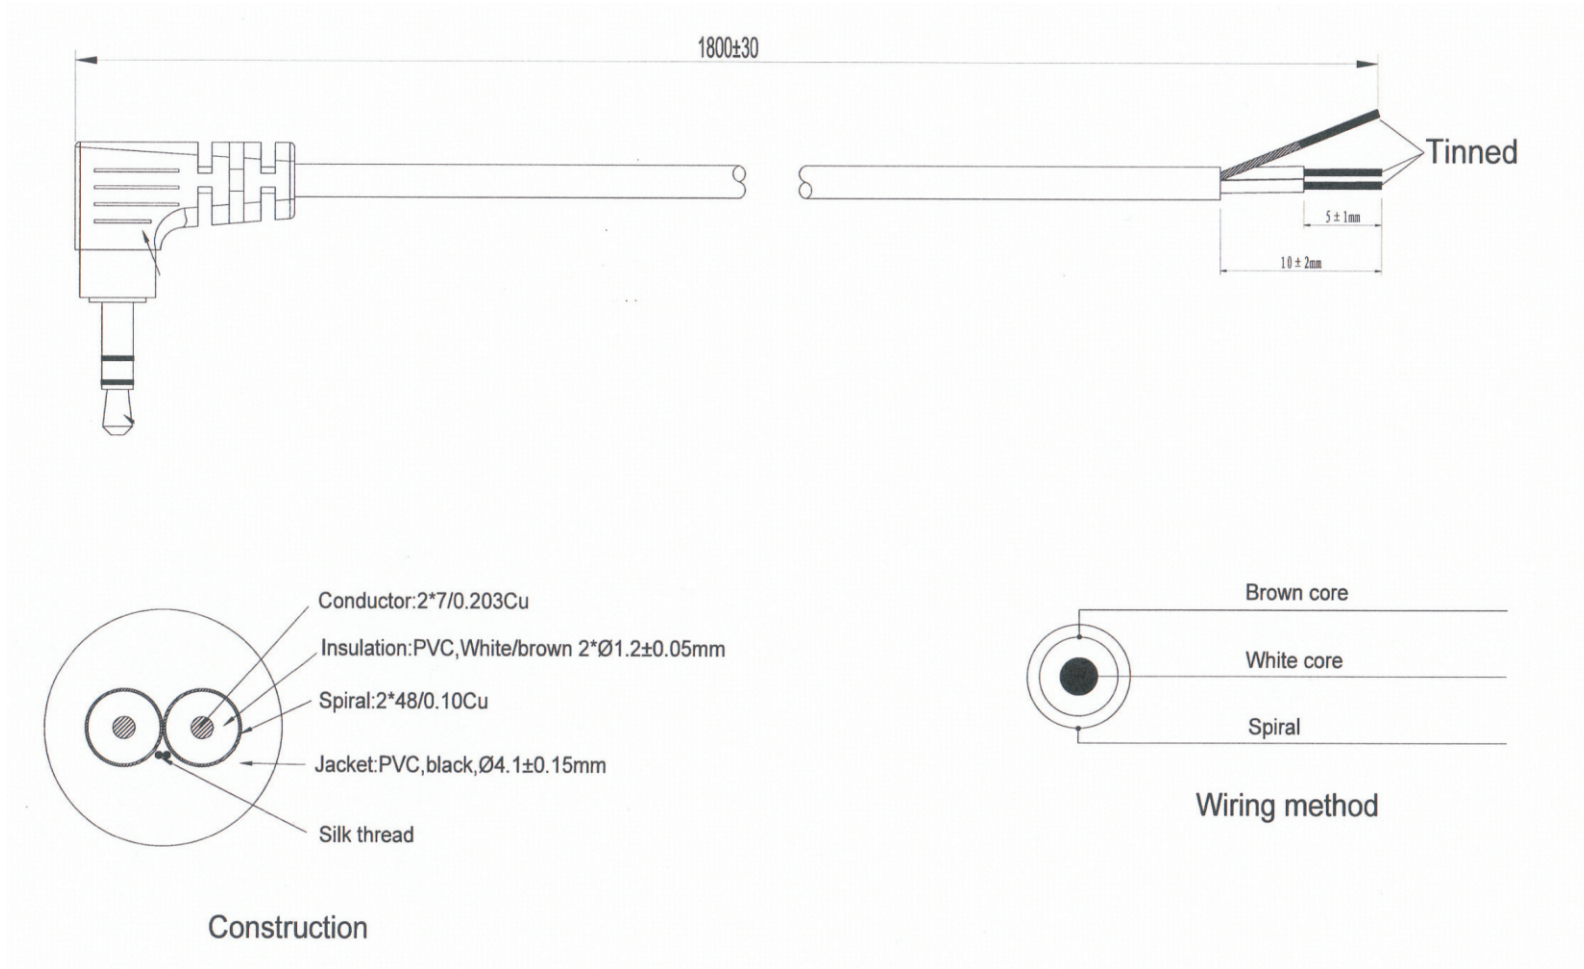 1800±30
Tinned
5±1mm
10±2mm
Conductor:2*7/0.203Cu
Insulation:PVC,White/brown 2*Ø1.2±0.05mm
Spiral:2*48/0.10Cu
Jacket:PVC,black,Ø4.1±0.15mm
Silk thread
Construction
Brown core
White core
Spiral
Wiring method